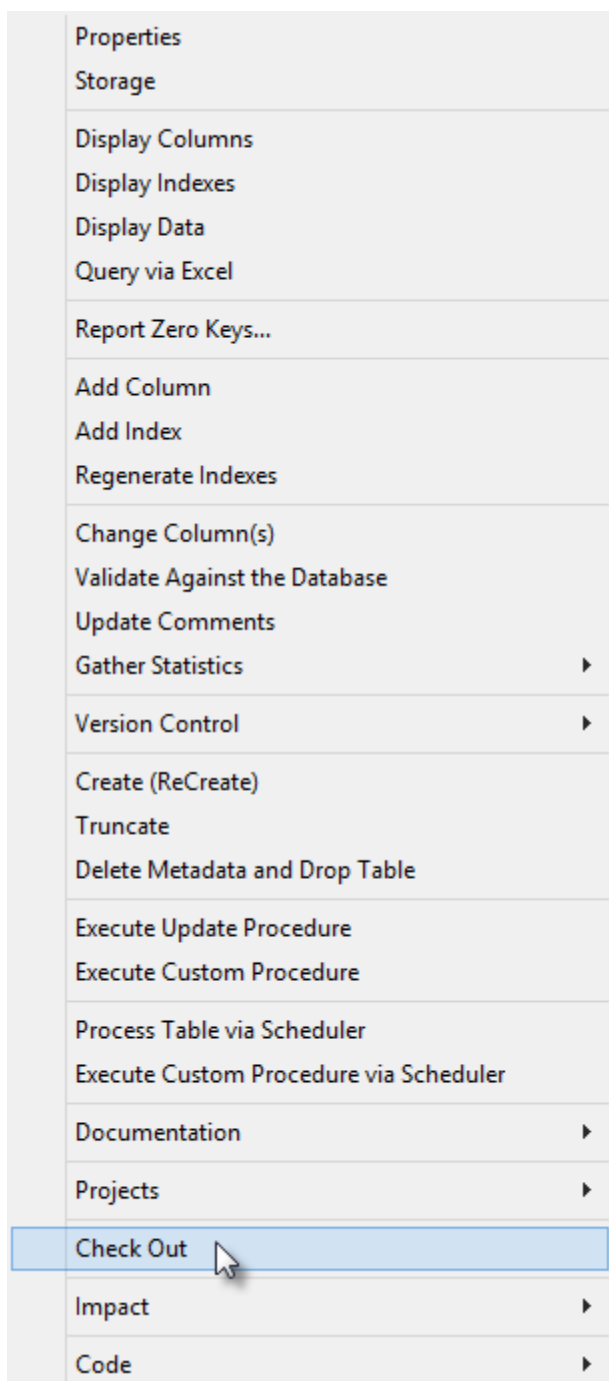 Properties
Storage
Display Columns
Display Indexes
Display Data
Query via Excel
Report Zero Keys...
Add Column
Add Index
Regenerate Indexes
Change Column(s)
Validate Against the Database
Update Comments
Gather Statistics
Version Control
Create (ReCreate)
Truncate
Delete Metadata and Drop Table
Execute Update Procedure
Execute Custom Procedure
Process Table via Scheduler
Execute Custom Procedure via Scheduler
Documentation
Projects
Check Out
Impact
Code